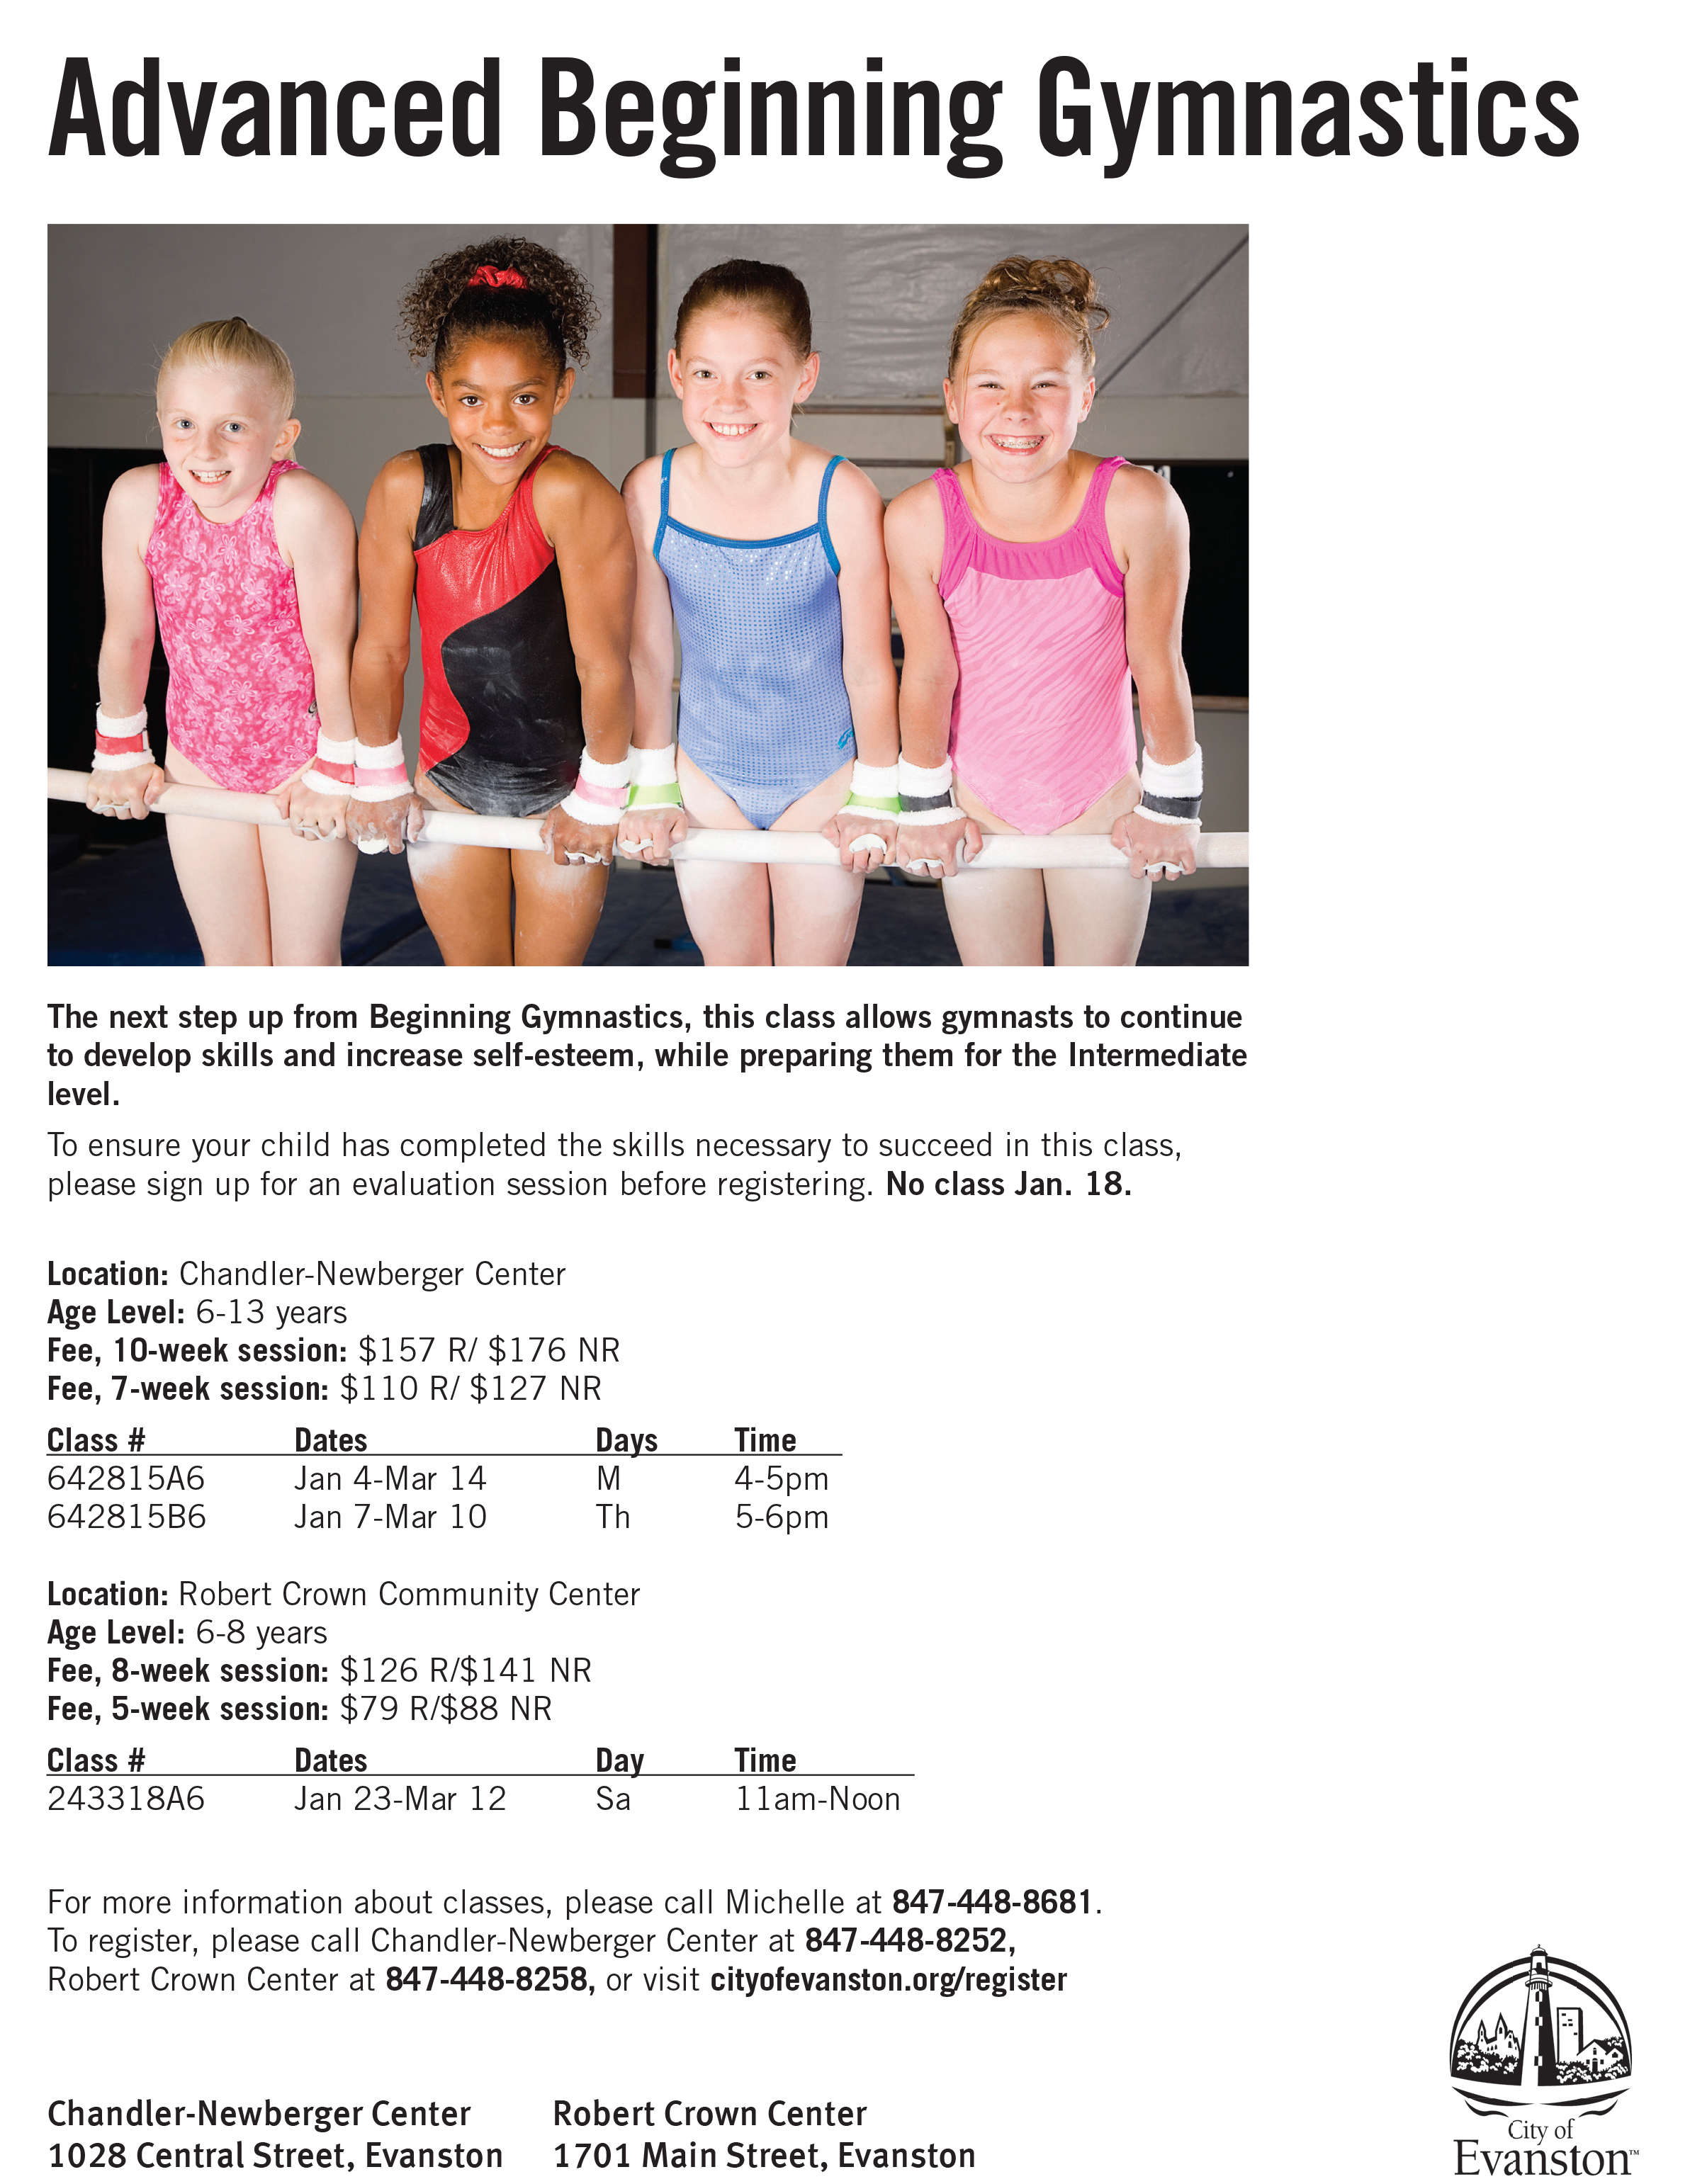 Advanced Beginning Gymnastics
The next step up from Beginning Gymnastics, this class allows gymnasts to continue
to develop skills and increase self-esteem, while preparing them for the Intermediate
level.
To ensure your child has completed the skills necessary to succeed in this class,
please sign up for an evaluation session before registering. No class Jan. 18.
Location: Chandler-Newberger Center
Age Level: 6-13 years
Fee, 10-week session: $157 R/ $176 NR
Fee, 7-week session: $110 R/ $127 NR
Class # Dates Days Time
642815A6 Jan 4-Mar 14 M 4-5pm
642815B6 Jan 7-Mar 10 Th 5-6pm
Location: Robert Crown Community Center
Age Level: 6-8 years
Fee, 8-week session: $126 R/$141 NR
Fee, 5-week session: $79 R/$88 NR
Class # Dates Day Time
243318A6 Jan 23-Mar 12 Sa 11am-Noon
For more information about classes, please call Michelle at 847-448-8681.
To register, please call Chandler-Newberger Center at 847-448-8252,
Robert Crown Center at 847-448-8258, or visit cityofevanston.org/register
Chandler-Newberger Center Robert Crown Center
1028 Central Street, Evanston 1701 Main Street, Evanston
City of
Evanston™